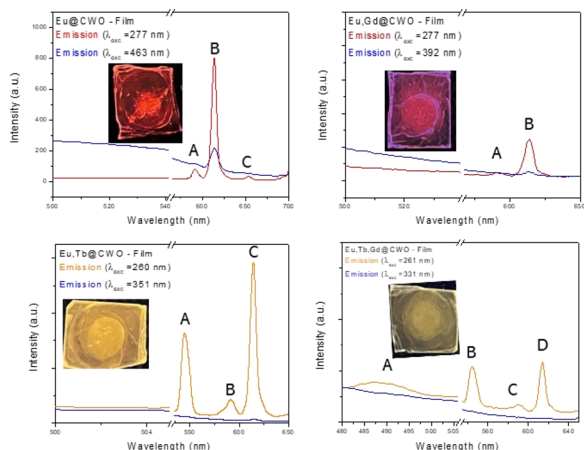 Eu@CWO - Film
Emission (λexc =277 nm)
Emission (λexc =463 nm)
A
B
C
Intensity (a.u.)
1000
800
600
400
200
0
500 520 540 600 650 700
Wavelength (nm)
Eu,Gd@CWO - Film
Emission (λexc =277 nm)
Emission (λexc =392 nm)
A
B
Intensity (a.u.)
500 520 600 650
Wavelength (nm)
Eu,Tb@CWO - Film
Emission (λexc =260 nm)
Emission (λexc =351 nm)
A
B
C
Intensity (a.u.)
500 504 550 600 650
Wavelength (nm)
Eu,Tb,Gd@CWO - Film
Emission (λexc =261 nm)
Emission (λexc =331 nm)
A
B
C
D
Intensity (a.u.)
480 485 490 500 505 560 600 640
Wavelength (nm)